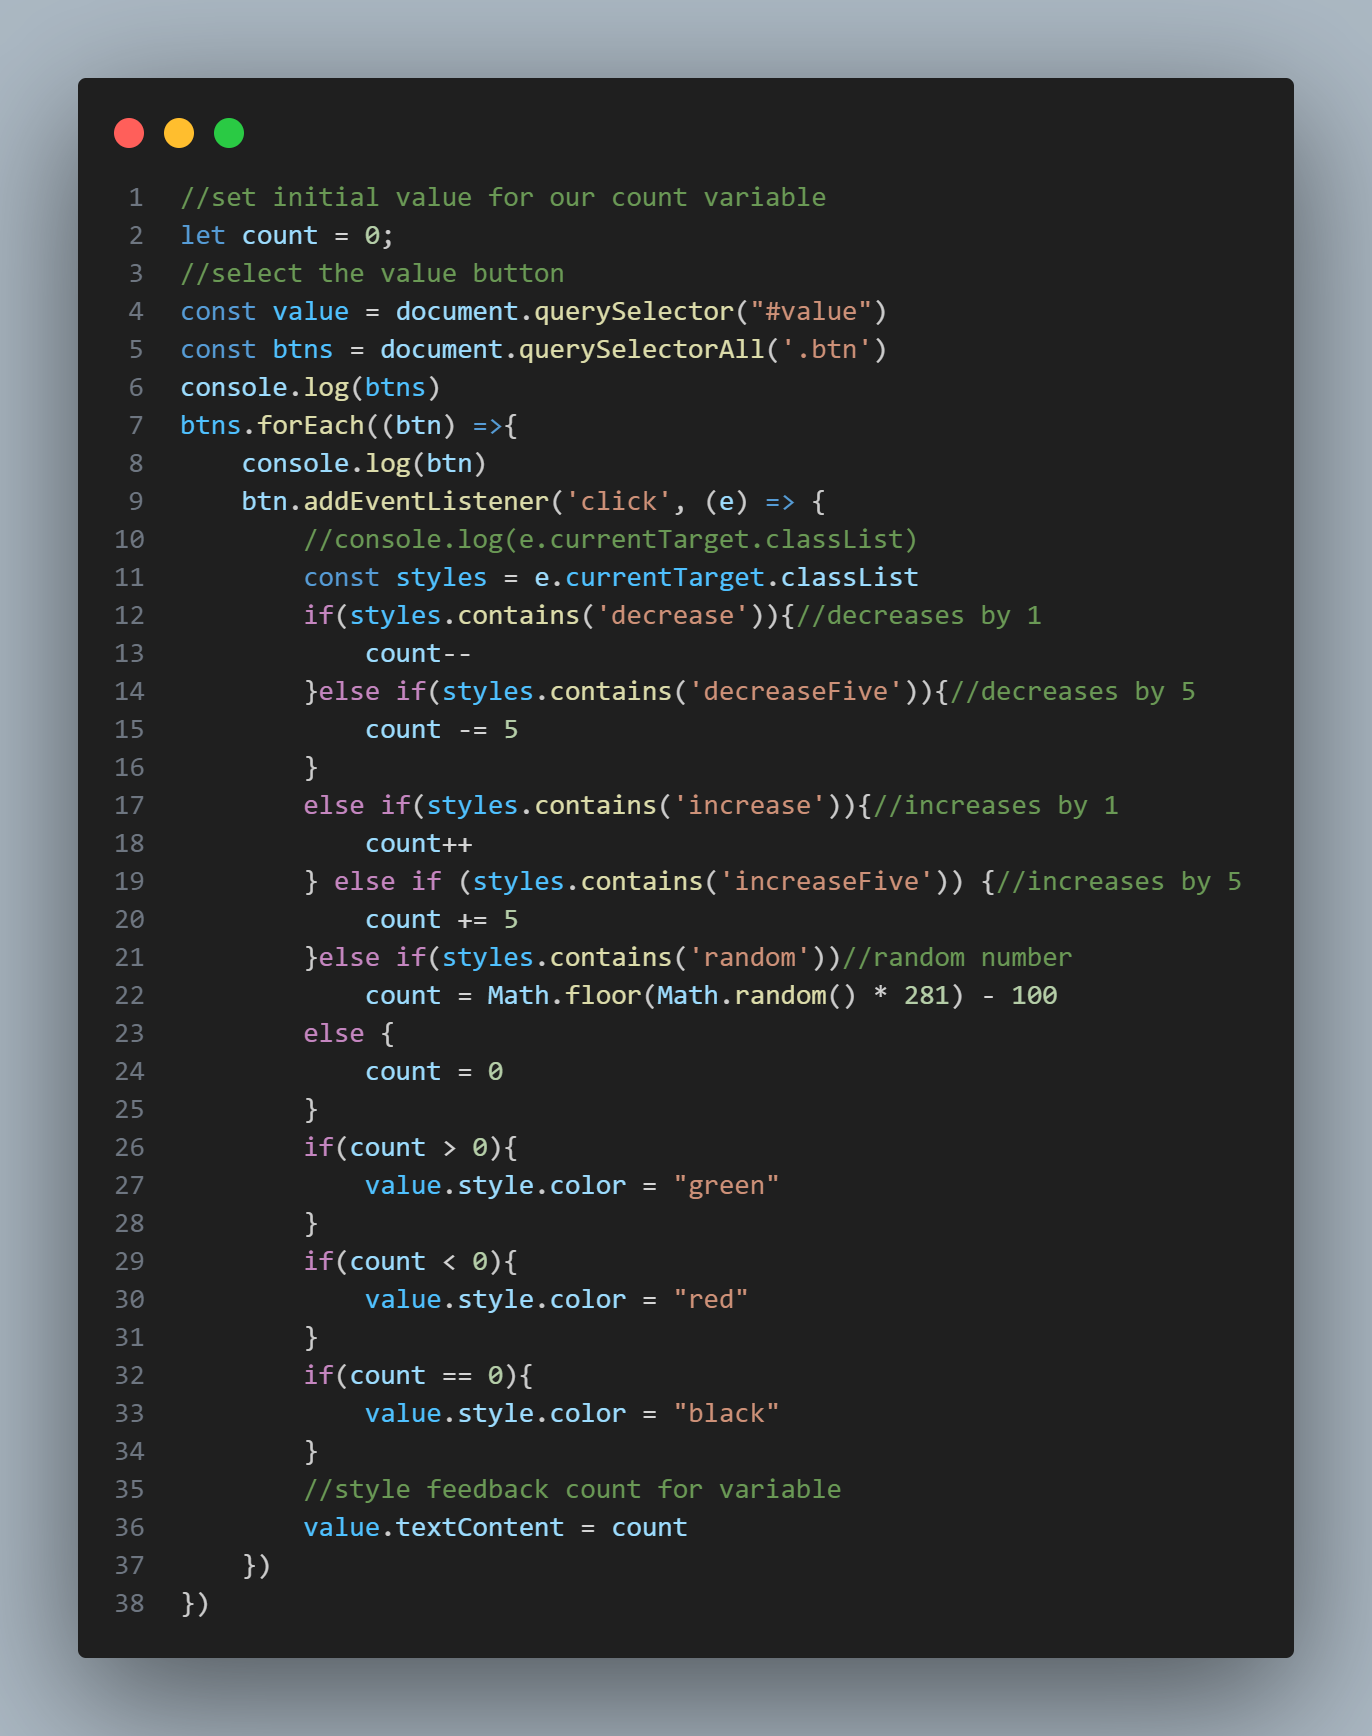 1 //set initial value for our count variable
2 let count = 0;
3 //select the value button
4 const value = document.querySelector("#value")
5 const btns = document.querySelectorAll('.btn')
6 console.log(btns)
7 btns.forEach((btn) =>{
8     console.log(btn)
9     btn.addEventListener('click', (e) => {
10         //console.log(e.currentTarget.classList)
11         const styles = e.currentTarget.classList
12         if(styles.contains('decrease')){//decreases by 1
13             count--
14         }else if(styles.contains('decreaseFive')){//decreases by 5
15             count -= 5
16         }
17         else if(styles.contains('increase')){//increases by 1
18             count++
19         } else if (styles.contains('increaseFive')) {//increases by 5
20             count += 5
21         }else if(styles.contains('random'))//random number
22             count = Math.floor(Math.random() * 281) - 100
23         else {
24             count = 0
25         }
26         if(count > 0){
27             value.style.color = "green"
28         }
29         if(count < 0){
30             value.style.color = "red"
31         }
32         if(count == 0){
33             value.style.color = "black"
34         }
35         //style feedback count for variable
36         value.textContent = count
37     })
38 })